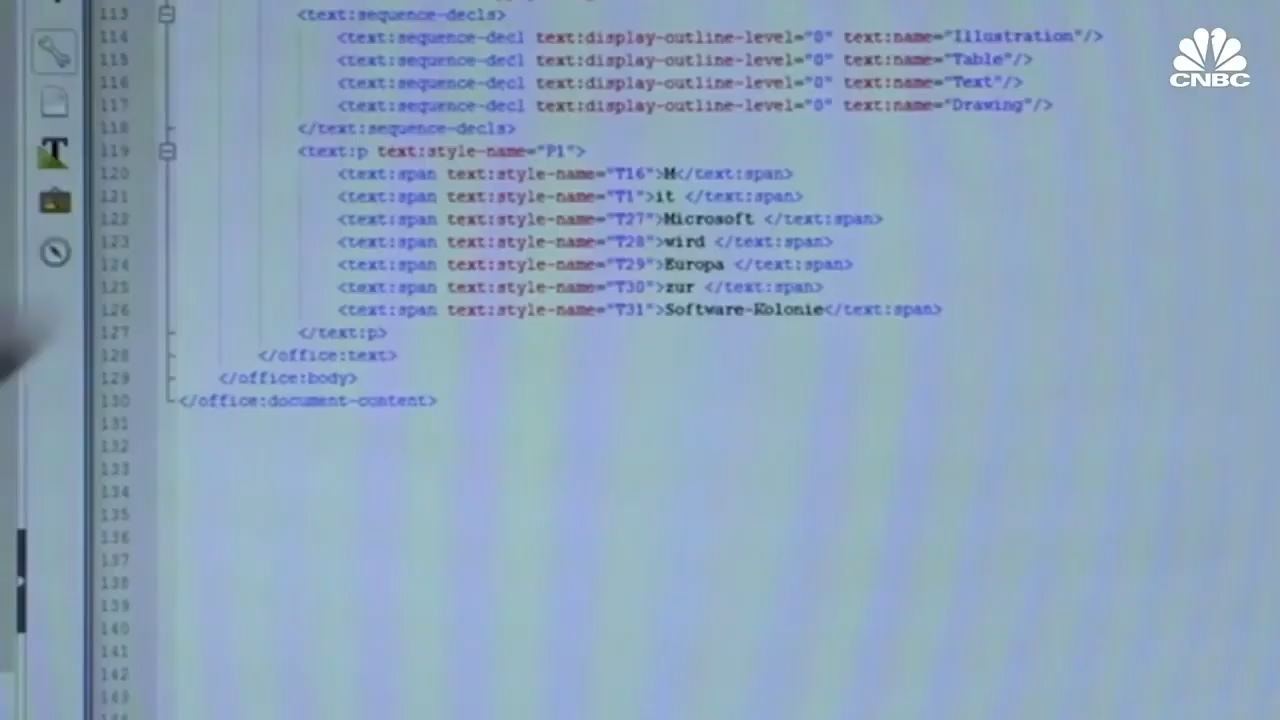 113 <text:sequence-decls>
114 <text:sequence-decl text:display-outline-level="0" text:name="Illustration"/>
115 <text:sequence-decl text:display-outline-level="0" text:name="Table"/>
116 <text:sequence-decl text:display-outline-level="0" text:name="Text"/>
117 <text:sequence-decl text:display-outline-level="0" text:name="Drawing"/>
118 </text:sequence-decls>
119 <text:p text:style-name="P1">
120 <text:span text:style-name="T16">M</text:span>
121 <text:span text:style-name="T1">it </text:span>
122 <text:span text:style-name="T27">Microsoft </text:span>
123 <text:span text:style-name="T28">wird </text:span>
124 <text:span text:style-name="T29">Europa </text:span>
125 <text:span text:style-name="T30">zur </text:span>
126 <text:span text:style-name="T31">Software-Kolonie</text:span>
127 </text:p>
128 </office:text>
129 </office:body>
130 </office:document-content>
131
132
133
134
135
136
137
138
139
140
141
142
143
CNBC